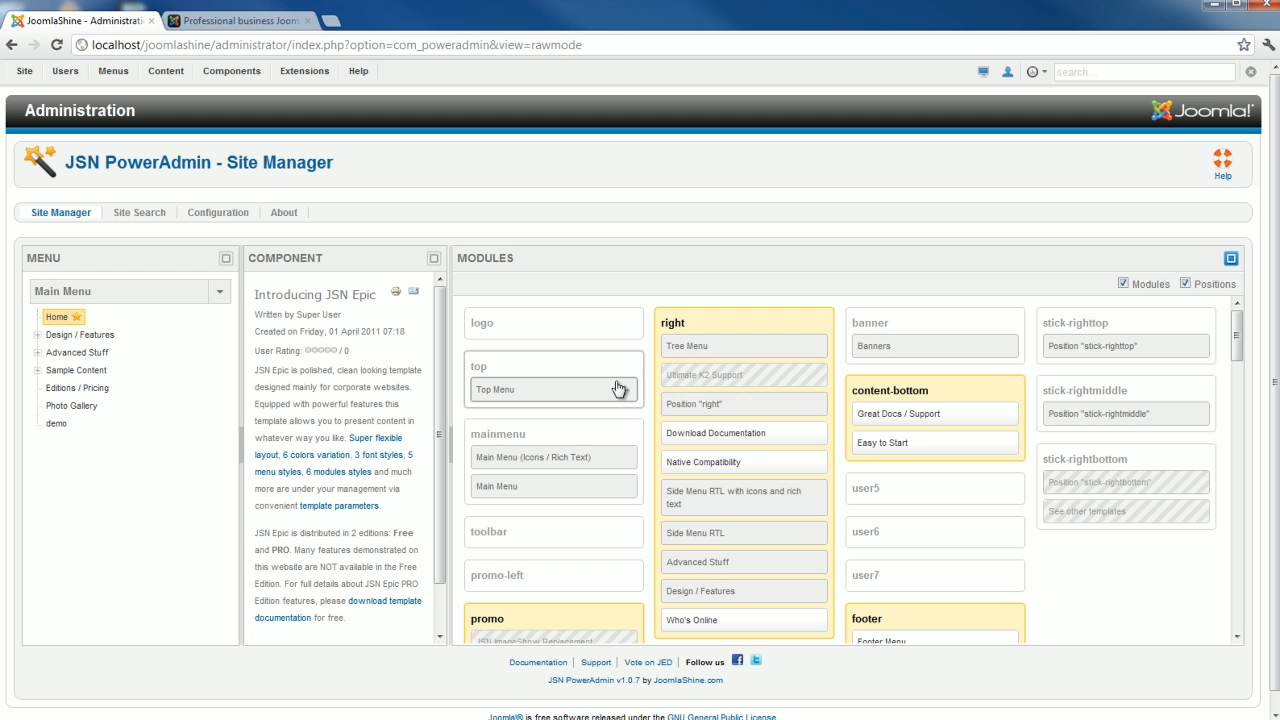 JoomlaShine - Administrati
Professional business Joom
localhost/joomlashine/administrator/index.php?option=com_poweradmin&view=rawmode
Site Users Menus Content Components Extensions Help search...
Administration Joomla!
JSN PowerAdmin - Site Manager
Help
Site Manager Site Search Configuration About
MENU
Main Menu
Home
Design / Features
Advanced Stuff
Sample Content
Editions / Pricing
Photo Gallery
demo
COMPONENT
Introducing JSN Epic
Written by Super User
Created on Friday, 01 April 2011 07:18
User Rating: / 0
JSN Epic is polished, clean looking template
designed mainly for corporate websites.
Equipped with powerful features this
template allows you to present content in
whatever way you like. Super flexible
layout, 6 colors variation, 3 font styles, 5
menu styles, 6 modules styles and much
more are under your management via
convenient template parameters.
JSN Epic is distributed in 2 editions: Free
and PRO. Many features demonstrated on
this website are NOT available in the Free
Edition. For full details about JSN Epic PRO
Edition features, please download template
documentation for free.
MODULES
Modules Positions
logo
top
Top Menu
mainmenu
Main Menu (Icons / Rich Text)
Main Menu
toolbar
promo-left
promo
JSN ImageShow Replacement
right
Tree Menu
Ultimate K2 Support
Position "right"
Download Documentation
Native Compatibility
Side Menu RTL with icons and rich
text
Side Menu RTL
Advanced Stuff
Design / Features
Who's Online
banner
Banners
content-bottom
Great Docs / Support
Easy to Start
user5
user6
user7
footer
Footer Menu
stick-righttop
Position "stick-righttop"
stick-rightmiddle
Position "stick-rightmiddle"
stick-rightbottom
Position "stick-rightbottom"
See other templates
Documentation | Support | Vote on JED | Follow us
JSN PowerAdmin v1.0.7 by JoomlaShine.com
Joomla!® is free software released under the GNU General Public License.